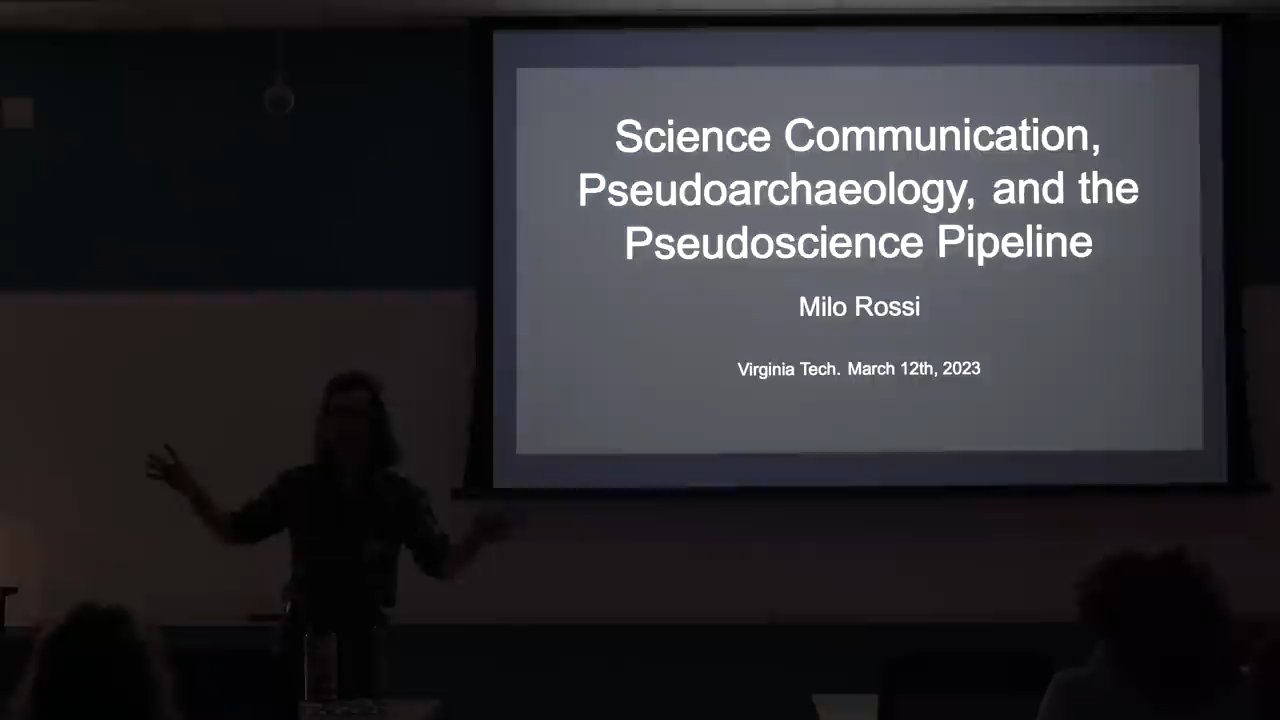 Science Communication,
Pseudoarchaeology, and the
Pseudoscience Pipeline
Milo Rossi
Virginia Tech. March 12th, 2023